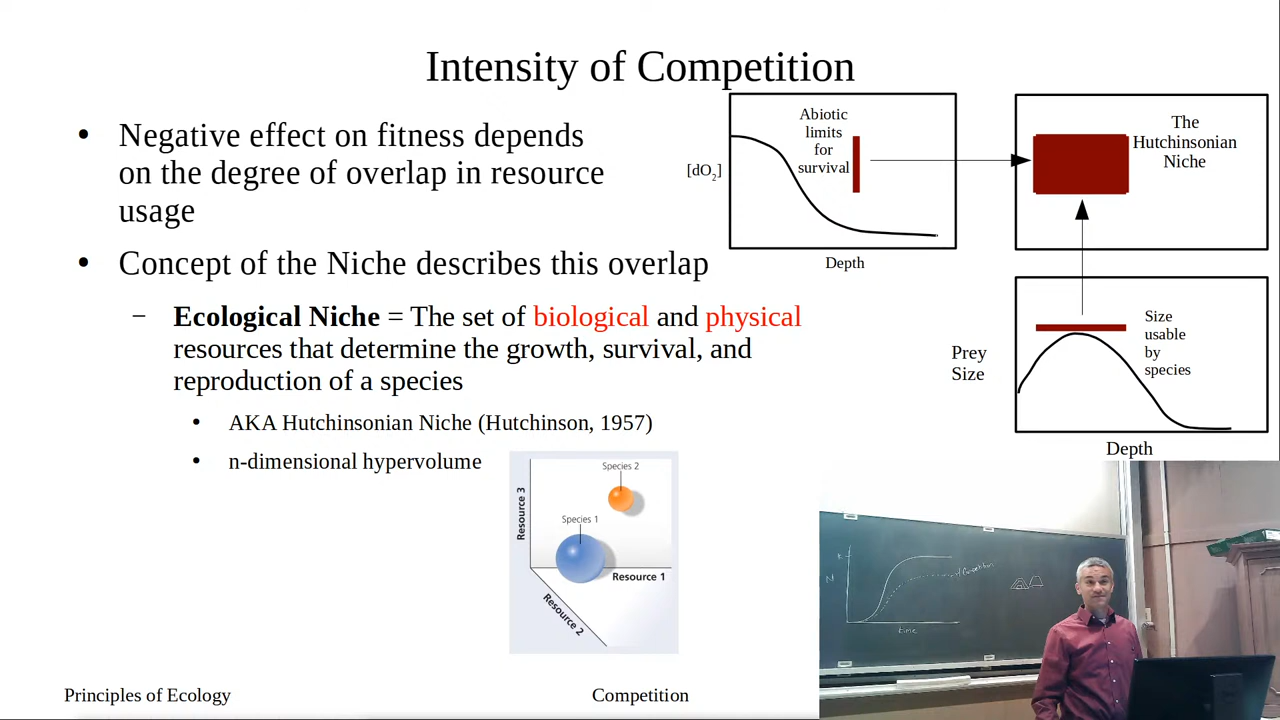 Intensity of Competition
• Negative effect on fitness depends
on the degree of overlap in resource
usage
• Concept of the Niche describes this overlap
– Ecological Niche = The set of biological and physical
resources that determine the growth, survival, and
reproduction of a species
• AKA Hutchinsonian Niche (Hutchinson, 1957)
• n-dimensional hypervolume
[dO2]
Abiotic
limits
for
survival
Depth
The
Hutchinsonian
Niche
Prey
Size
Size
usable
by
species
Depth
Resource 3
Species 2
Species 1
Resource 1
Resource 2
K
N
Competition
time
Principles of Ecology
Competition